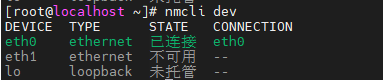 [root@localhost ~]# nmcli dev
DEVICE  TYPE      STATE   CONNECTION
eth0    ethernet  已连接  eth0
eth1    ethernet  不可用  --
lo      loopback  未托管  --